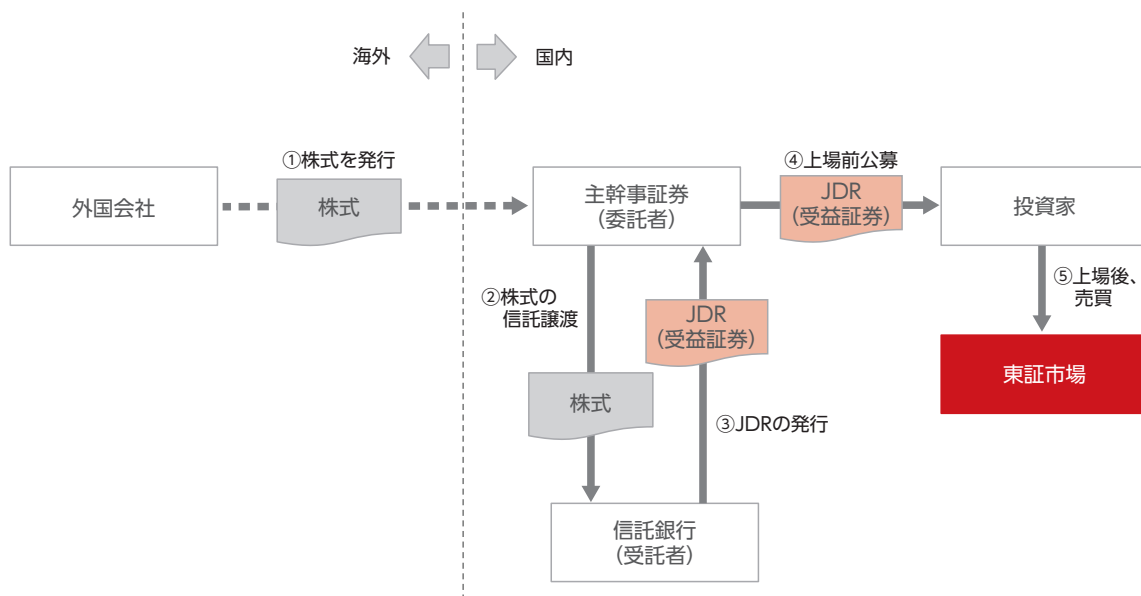 海外
国内
①株式を発行
④上場前公募
外国会社
株式
主幹事証券
(委託者)
JDR
(受益証券)
投資家
②株式の
信託譲渡
JDR
(受益証券)
⑤上場後、
売買
東証市場
株式
③JDRの発行
信託銀行
(受託者)